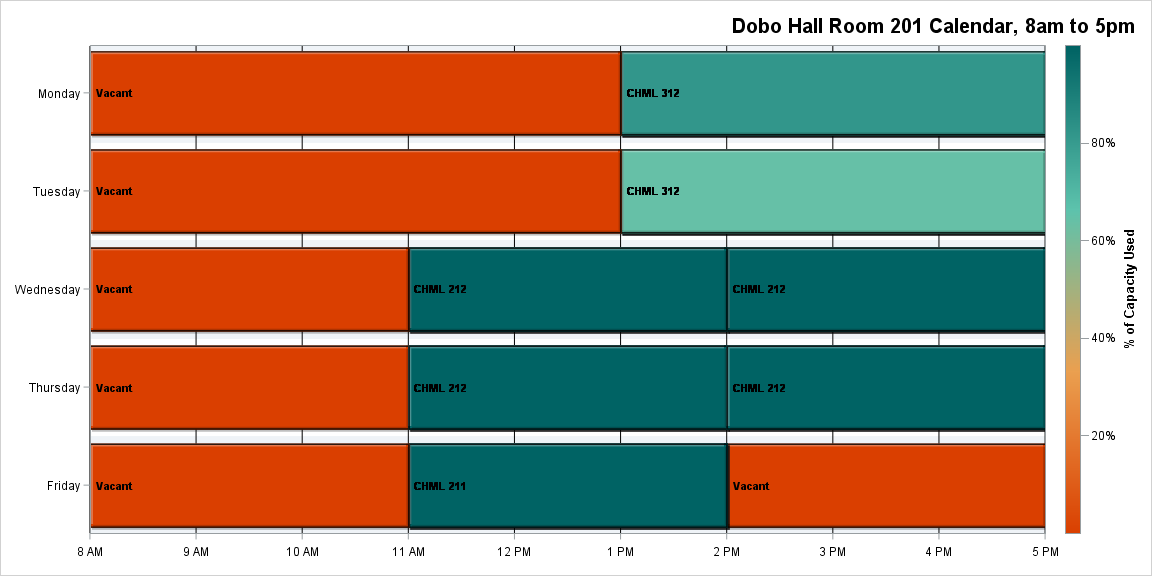 Dobo Hall Room 201 Calendar, 8am to 5pm
Monday
Vacant
CHML 312
80%
Tuesday
Vacant
CHML 312
60%
% of Capacity Used
Wednesday
Vacant
CHML 212
CHML 212
40%
Thursday
Vacant
CHML 212
CHML 212
20%
Friday
Vacant
CHML 211
Vacant
8 AM
9 AM
10 AM
11 AM
12 PM
1 PM
2 PM
3 PM
4 PM
5 PM